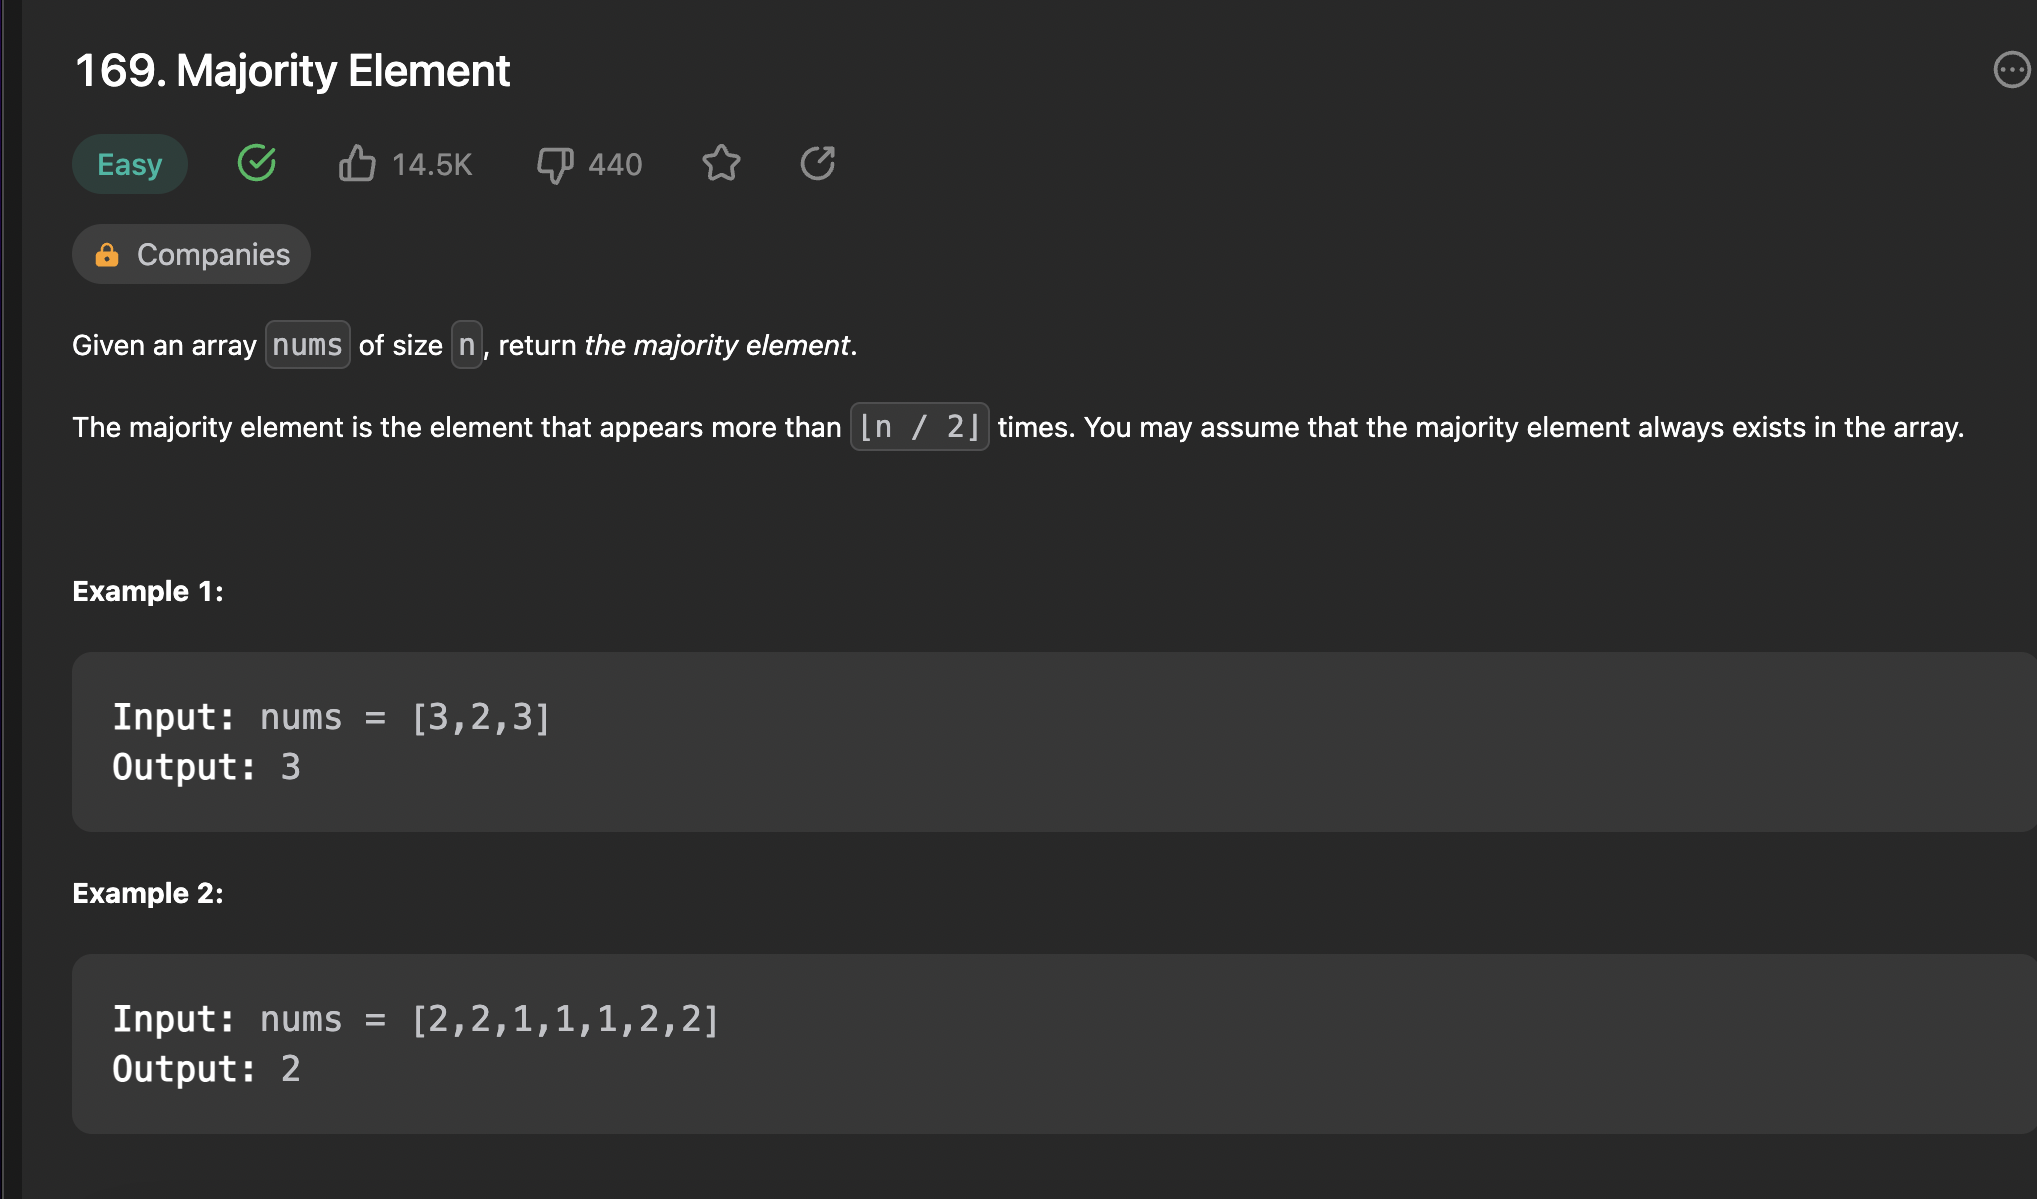 169. Majority Element
Easy 14.5K 440
Companies
Given an array nums of size n, return the majority element.
The majority element is the element that appears more than ⌊n / 2⌋ times. You may assume that the majority element always exists in the array.
Example 1:
Input: nums = [3,2,3]
Output: 3
Example 2:
Input: nums = [2,2,1,1,1,2,2]
Output: 2